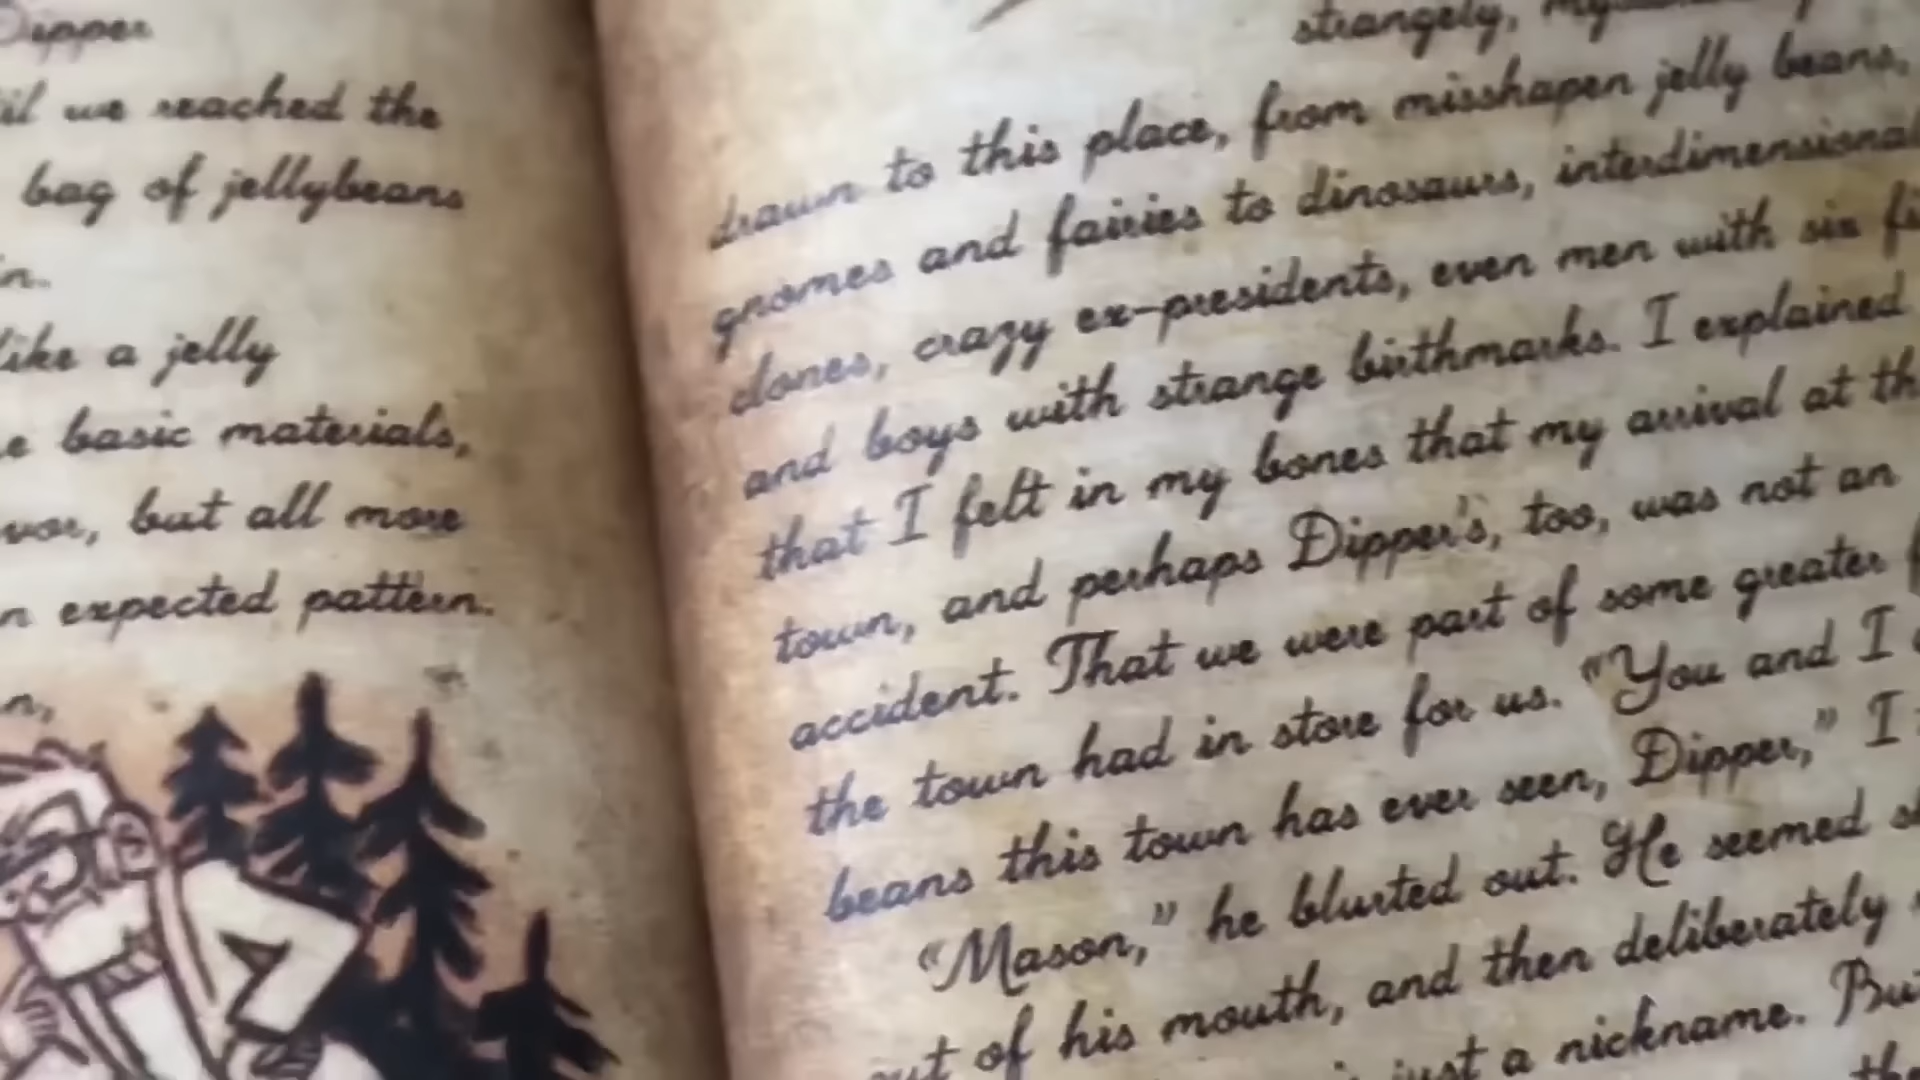 Dipper
we reached the
bag of jellybeans
like a jelly
basic materials,
but all more
expected pattern.
strangely,
drawn to this place, from misshapen jelly beans,
gnomes and fairies to dinosaurs, interdimensional
clones, crazy ex-presidents, even men with six
and boys with strange birthmarks. I explained
that I felt in my bones that my arrival at
town, and perhaps Dipper's, too, was not an
accident. That we were part of some greater
the town had in store for us. "You and I
beans this town has ever seen, Dipper," I
"Mason," he blurted out. He seemed
out of his mouth, and then deliberately
just a nickname. But